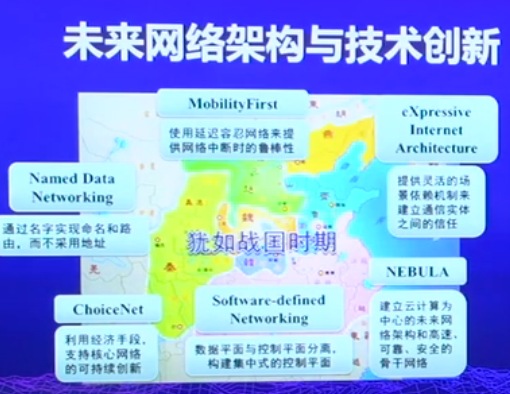 未来网络架构与技术创新
MobilityFirst
使用延迟容忍网络来提
供网络中断时的鲁棒性
eXpressive
Internet
Architecture
提供灵活的场
景依赖机制来
建立通信实体
之间的信任
Named Data
Networking
通过名字实现命名和路
由，而不采用地址
燕
赵
齐
魏
犹如战国时期
韩
秦
羌
NEBULA
建立云计算为
中心的未来网
络架构和高速、
可靠、安全的
骨干网络
ChoiceNet
利用经济手段，
支持核心网络
的可持续创新
Software-defined
Networking
数据平面与控制平面分离，
构建集中式的控制平面